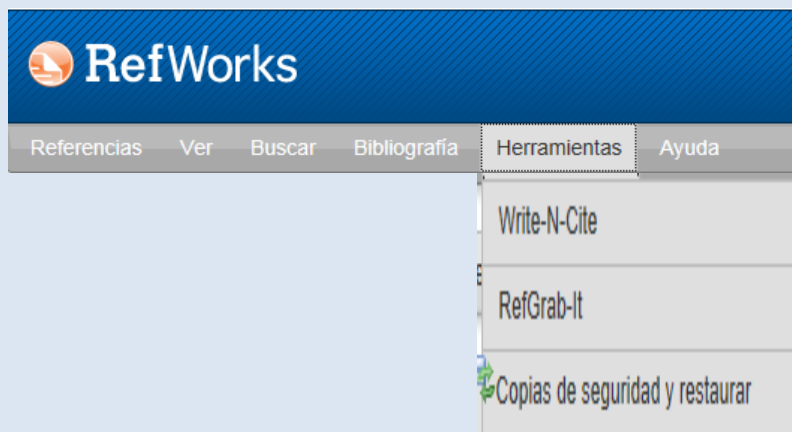 RefWorks
Referencias Ver Buscar Bibliografía Herramientas Ayuda
Write-N-Cite
RefGrab-It
Copias de seguridad y restaurar